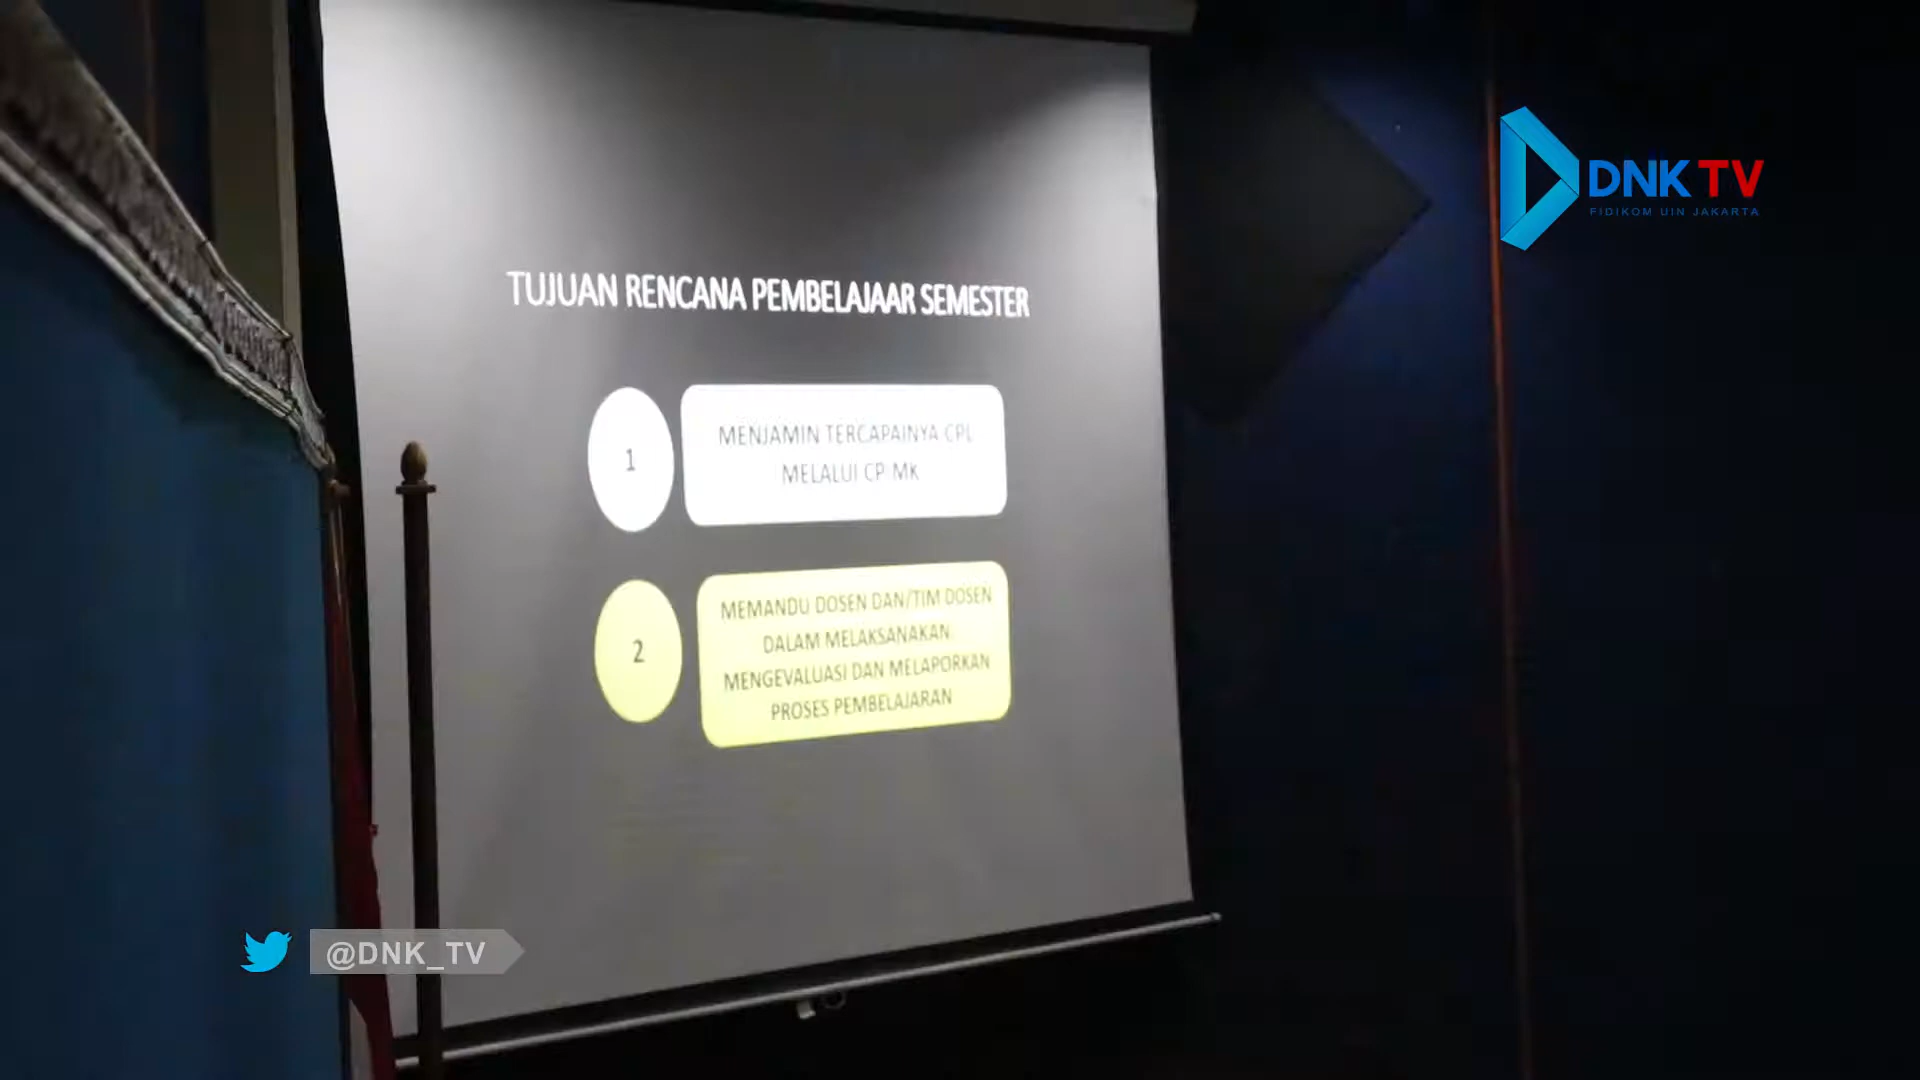 DNK TV
FIDIKOM UIN JAKARTA
TUJUAN RENCANA PEMBELAJAAR SEMESTER
1
MENJAMIN TERCAPAINYA CPL
MELALUI CP MK
2
MEMANDU DOSEN DAN/TIM DOSEN
DALAM MELAKSANAKAN
MENGEVALUASI DAN MELAPORKAN
PROSES PEMBELAJARAN
@DNK_TV